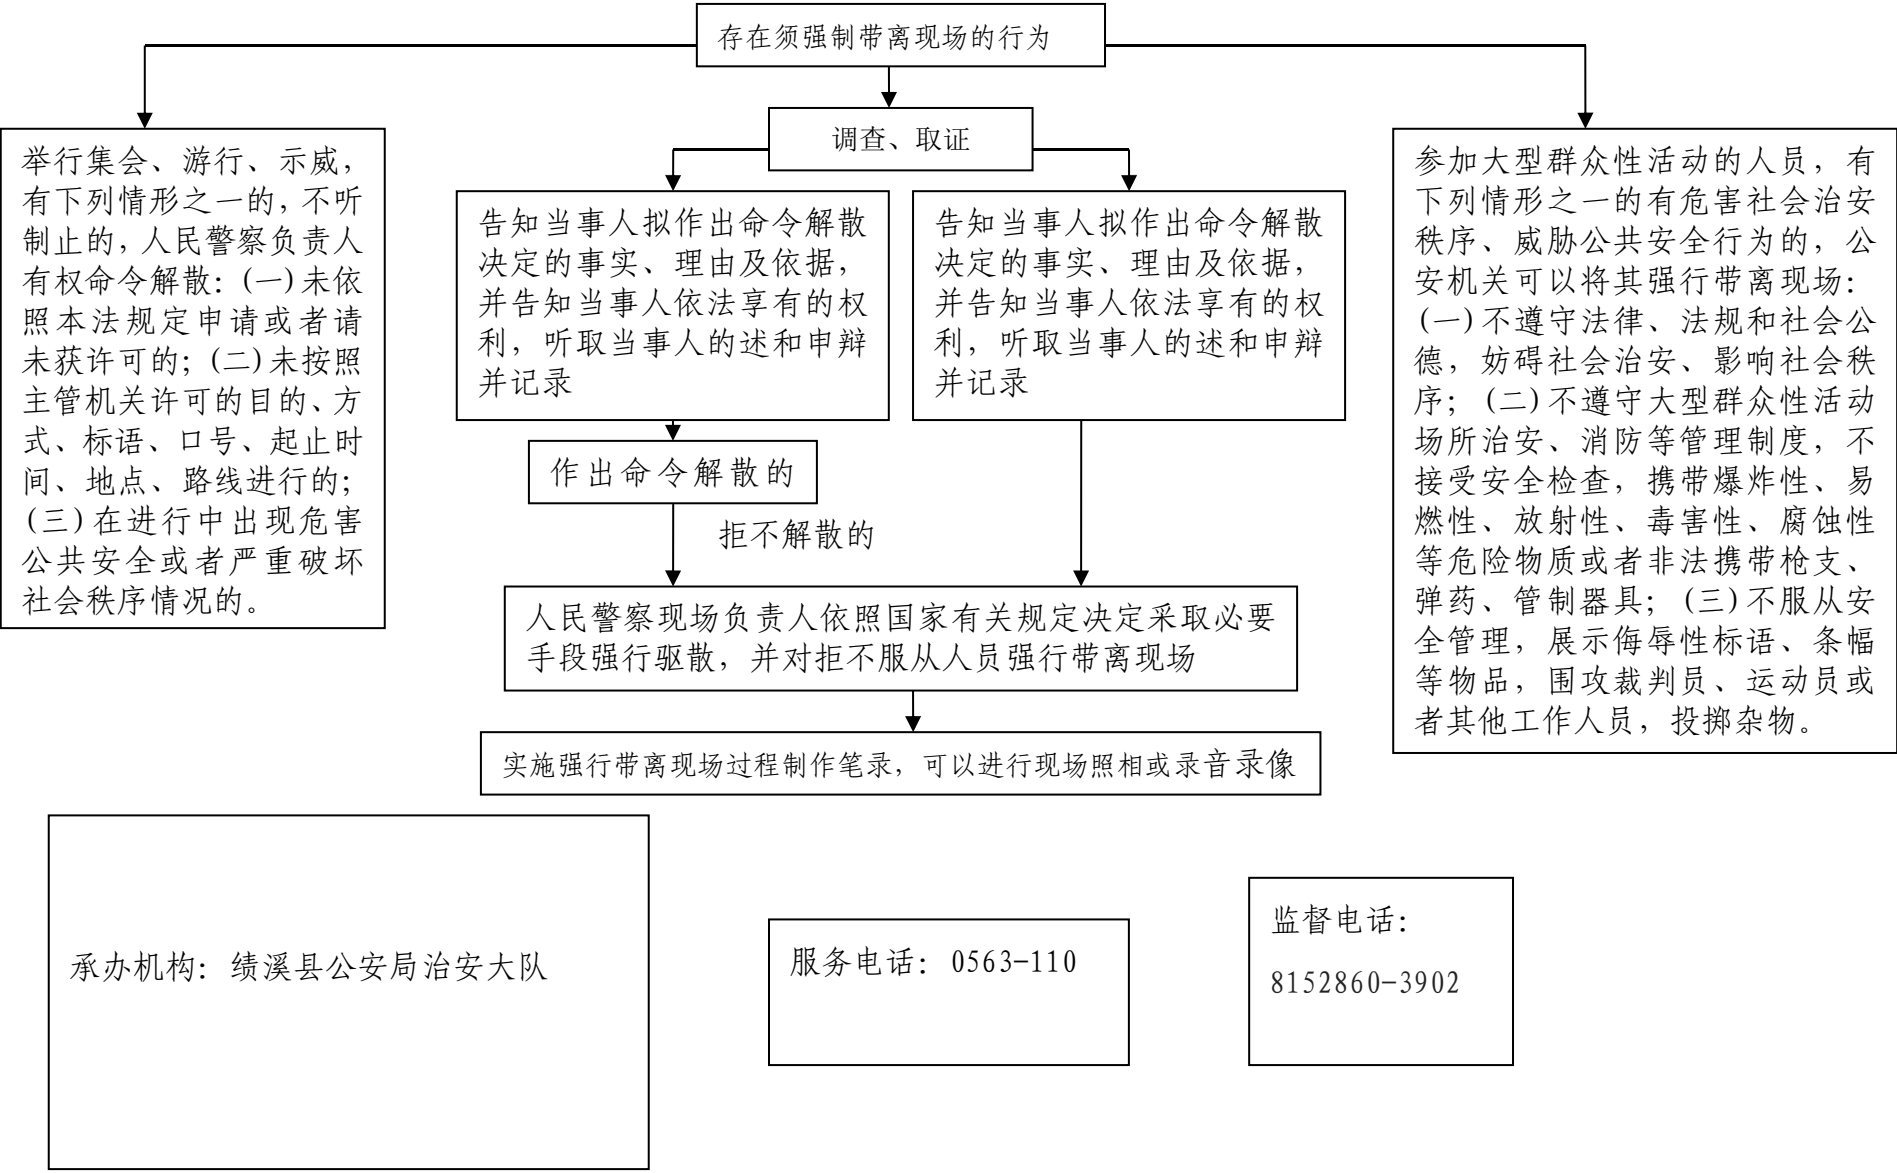 存在须强制带离现场的行为
调查、取证
举行集会、游行、示威，
有下列情形之一的，不听
制止的，人民警察负责人
有权命令解散：(一)未依
照本法规定申请或者请
未获许可的；(二)未按照
主管机关许可的目的、方
式、标语、口号、起止时
间、地点、路线进行的；
(三)在进行中出现危害
公共安全或者严重破坏
社会秩序情况的。
告知当事人拟作出命令解散
决定的事实、理由及依据，
并告知当事人依法享有的权
利，听取当事人的述和申辩
并记录
告知当事人拟作出命令解散
决定的事实、理由及依据，
并告知当事人依法享有的权
利，听取当事人的述和申辩
并记录
参加大型群众性活动的人员，有
下列情形之一的有危害社会治安
秩序、威胁公共安全行为的，公
安机关可以将其强行带离现场：
(一)不遵守法律、法规和社会公
德，妨碍社会治安、影响社会秩
序；(二)不遵守大型群众性活动
场所治安、消防等管理制度，不
接受安全检查，携带爆炸性、易
燃性、放射性、毒害性、腐蚀性
等危险物质或者非法携带枪支、
弹药、管制器具；(三)不服从安
全管理，展示侮辱性标语、条幅
等物品，围攻裁判员、运动员或
者其他工作人员，投掷杂物。
作出命令解散的
拒不解散的
人民警察现场负责人依照国家有关规定决定采取必要
手段强行驱散，并对拒不服从人员强行带离现场
实施强行带离现场过程制作笔录，可以进行现场照相或录音录像
承办机构：绩溪县公安局治安大队
服务电话：0563-110
监督电话：
8152860-3902